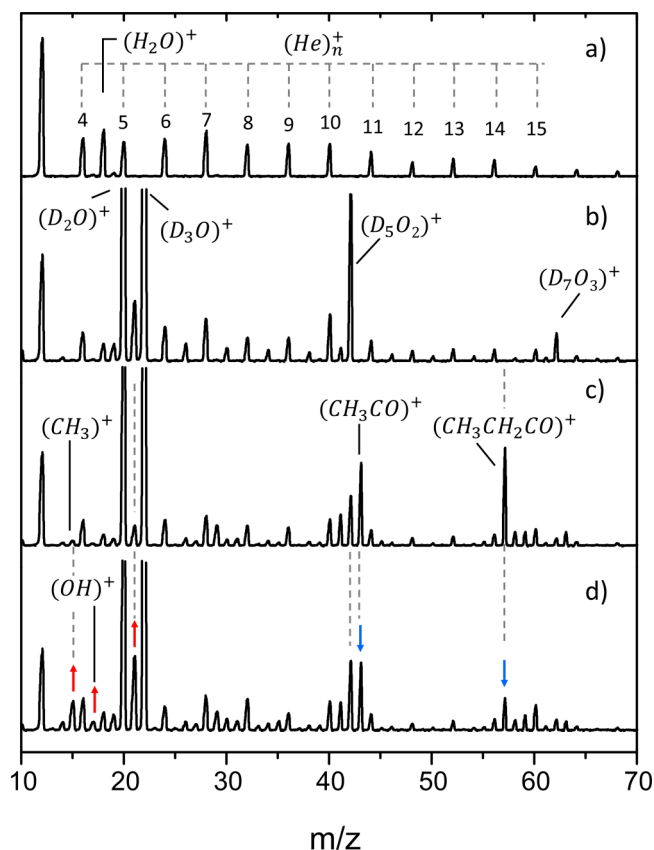 (H₂O)⁺ (He)ₙ⁺ a)
4 5 6 7 8 9 10 11 12 13 14 15
(D₂O)⁺ (D₃O)⁺ b)
(D₅O₂)⁺
(D₇O₃)⁺
c)
(CH₃)⁺ (CH₃CO)⁺
(CH₃CH₂CO)⁺
(OH)⁺ d)
10 20 30 40 50 60 70
m/z